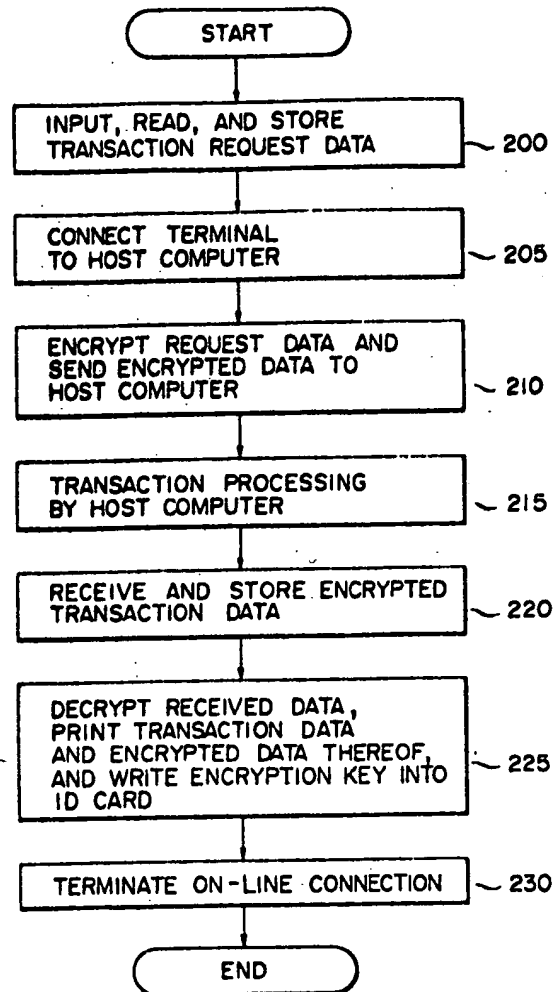 START
INPUT, READ, AND STORE
TRANSACTION REQUEST DATA
200
CONNECT TERMINAL
TO HOST COMPUTER
205
ENCRYPT REQUEST DATA AND
SEND ENCRYPTED DATA TO
HOST COMPUTER
210
TRANSACTION PROCESSING
BY HOST COMPUTER
215
RECEIVE AND STORE ENCRYPTED
TRANSACTION DATA
220
DECRYPT RECEIVED DATA,
PRINT TRANSACTION DATA
AND ENCRYPTED DATA THEREOF,
AND WRITE ENCRYPTION KEY INTO
ID CARD
225
TERMINATE ON-LINE CONNECTION
230
END